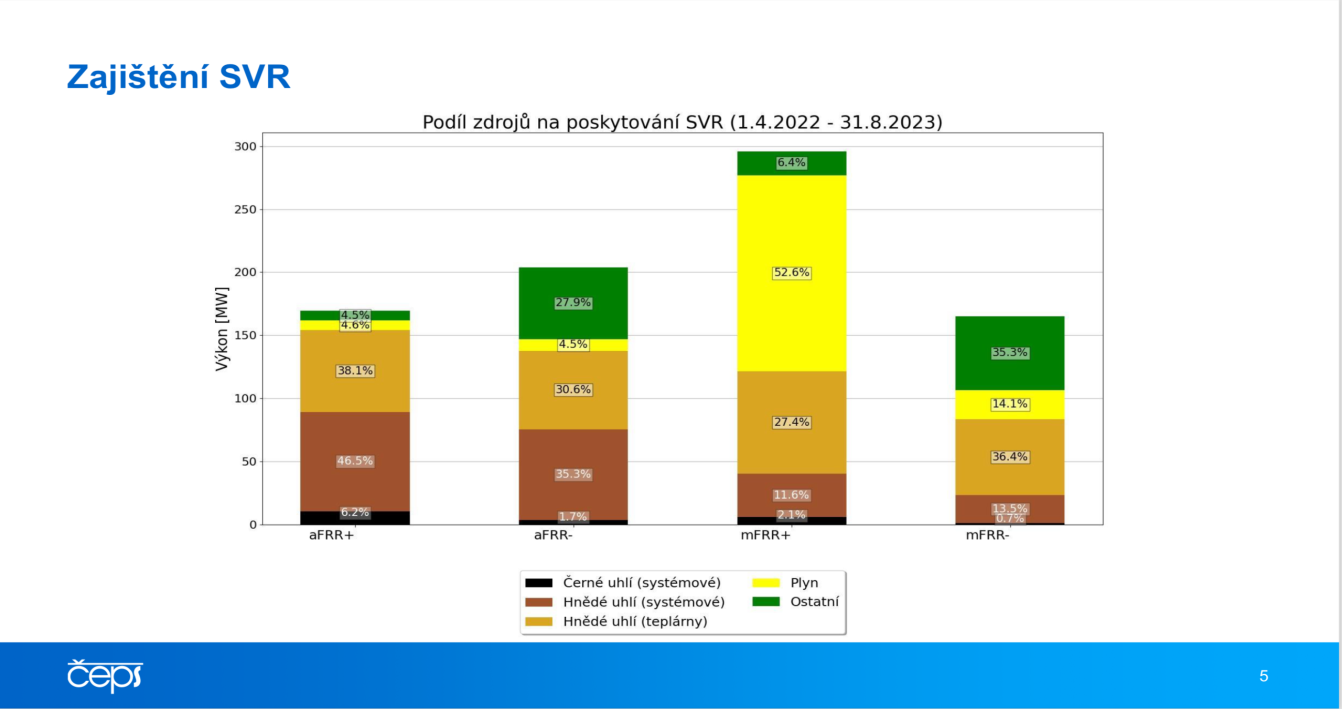 Zajištění SVR
Podíl zdrojů na poskytování SVR (1.4.2022 - 31.8.2023)
Výkon [MW]
300
250
200
150
100
50
0
4.5%
4.6%
38.1%
46.5%
6.2%
27.9%
4.5%
30.6%
35.3%
1.7%
6.4%
52.6%
27.4%
11.6%
2.1%
35.3%
14.1%
36.4%
13.5%
0.7%
aFRR+
aFRR-
mFRR+
mFRR-
Černé uhlí (systémové)
Hnědé uhlí (systémové)
Hnědé uhlí (teplárny)
Plyn
Ostatní
čeps
5